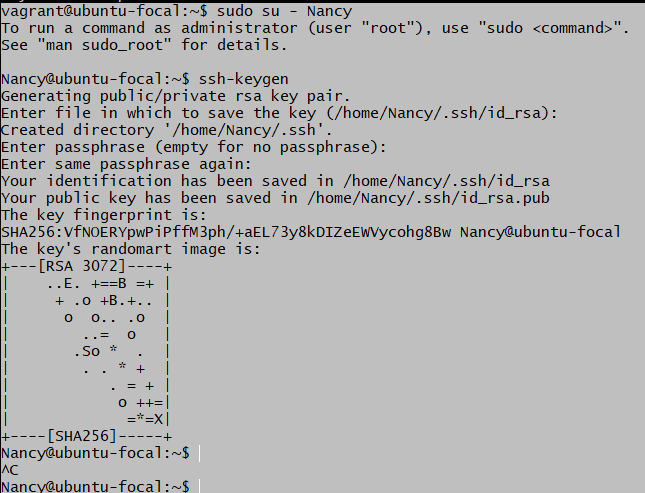 vagrant@ubuntu-focal:~$ sudo su - Nancy
To run a command as administrator (user "root"), use "sudo <command>".
See "man sudo_root" for details.

Nancy@ubuntu-focal:~$ ssh-keygen
Generating public/private rsa key pair.
Enter file in which to save the key (/home/Nancy/.ssh/id_rsa):
Created directory '/home/Nancy/.ssh'.
Enter passphrase (empty for no passphrase):
Enter same passphrase again:
Your identification has been saved in /home/Nancy/.ssh/id_rsa
Your public key has been saved in /home/Nancy/.ssh/id_rsa.pub
The key fingerprint is:
SHA256:VfNOERYpwPiPffM3ph/+aEL73y8kDIZeEWVycohg8Bw Nancy@ubuntu-focal
The key's randomart image is:
+---[RSA 3072]----+
|    ..E. +==B =+ |
|     + .o +B.+.. |
|      o  o.. .o  |
|        ..=  o   |
|       .So *  .  |
|        . . * +  |
|           . = + |
|            o ++=|
|             =*=X|
+----[SHA256]-----+
Nancy@ubuntu-focal:~$
^C
Nancy@ubuntu-focal:~$